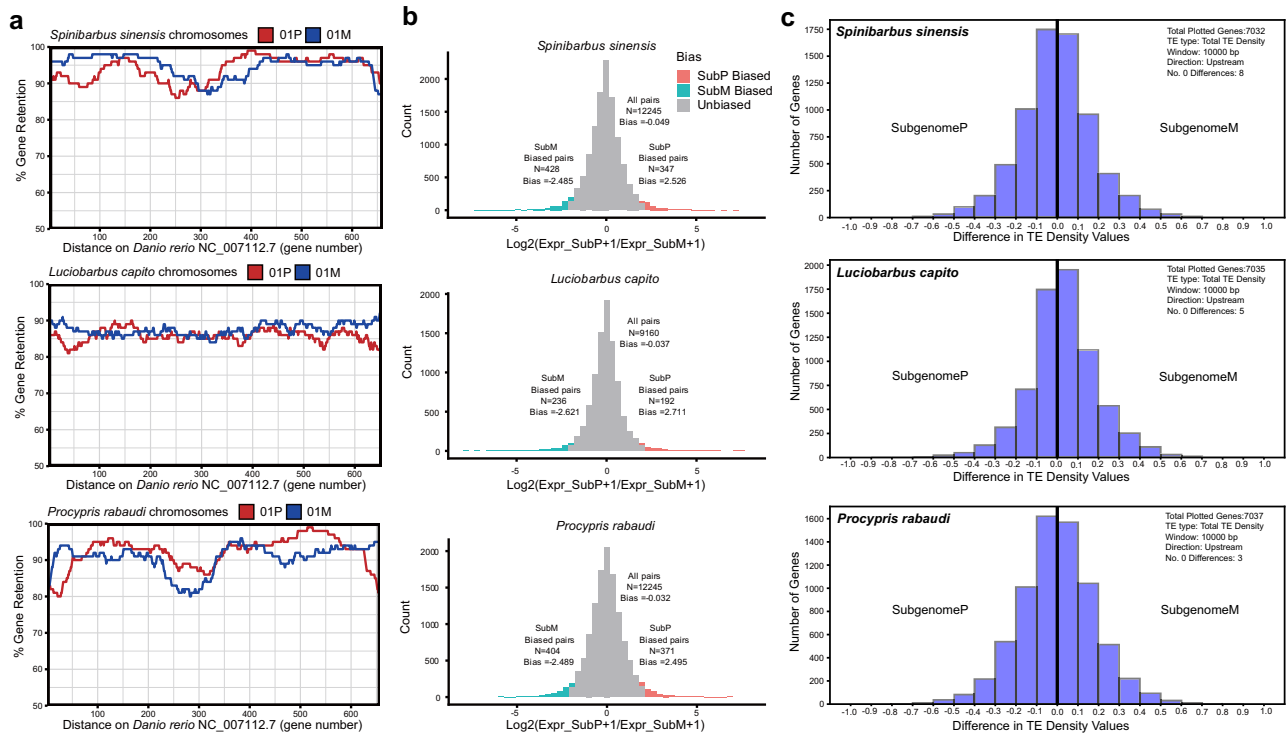 a
Spinibarbus sinensis chromosomes 01P 01M
100
90
80
70
60
50
% Gene Retention
0 100 200 300 400 500 600
Distance on Danio rerio NC_007112.7 (gene number)
Luciobarbus capito chromosomes 01P 01M
100
90
80
70
60
50
% Gene Retention
0 100 200 300 400 500 600
Distance on Danio rerio NC_007112.7 (gene number)
Procypris rabaudi chromosomes 01P 01M
100
90
80
70
60
50
% Gene Retention
0 100 200 300 400 500 600
Distance on Danio rerio NC_007112.7 (gene number)
b
Spinibarbus sinensis
Bias
SubP Biased
SubM Biased
Unbiased
2000
1500
1000
500
0
Count
All pairs
N=12245
Bias =-0.049
SubM
Biased pairs
N=428
Bias =-2.485
SubP
Biased pairs
N=347
Bias =2.526
-5 0 5
Log2(Expr_SubP+1/Expr_SubM+1)
Luciobarbus capito
2000
1500
1000
500
0
Count
All pairs
N=9160
Bias =-0.037
SubM
Biased pairs
N=236
Bias =-2.621
SubP
Biased pairs
N=192
Bias =2.711
-5 0 5
Log2(Expr_SubP+1/Expr_SubM+1)
Procypris rabaudi
2000
1500
1000
500
0
Count
All pairs
N=12245
Bias =-0.032
SubM
Biased pairs
N=404
Bias =-2.489
SubP
Biased pairs
N=371
Bias =2.495
-5 0 5
Log2(Expr_SubP+1/Expr_SubM+1)
c
Spinibarbus sinensis
Total Plotted Genes:7032
TE type: Total TE Density
Window: 10000 bp
Direction: Upstream
No. 0 Differences: 8
1750
1500
1250
1000
750
500
250
0
Number of Genes
SubgenomeP
SubgenomeM
-1.0 -0.9 -0.8 -0.7 -0.6 -0.5 -0.4 -0.3 -0.2 -0.1 0.0 0.1 0.2 0.3 0.4 0.5 0.6 0.7 0.8 0.9 1.0
Difference in TE Density Values
Luciobarbus capito
Total Plotted Genes:7035
TE type: Total TE Density
Window: 10000 bp
Direction: Upstream
No. 0 Differences: 5
2000
1750
1500
1250
1000
750
500
250
0
Number of Genes
SubgenomeP
SubgenomeM
-1.0 -0.9 -0.8 -0.7 -0.6 -0.5 -0.4 -0.3 -0.2 -0.1 0.0 0.1 0.2 0.3 0.4 0.5 0.6 0.7 0.8 0.9 1.0
Difference in TE Density Values
Procypris rabaudi
Total Plotted Genes:7037
TE type: Total TE Density
Window: 10000 bp
Direction: Upstream
No. 0 Differences: 3
1600
1400
1200
1000
800
600
400
200
0
Number of Genes
SubgenomeP
SubgenomeM
-1.0 -0.9 -0.8 -0.7 -0.6 -0.5 -0.4 -0.3 -0.2 -0.1 0.0 0.1 0.2 0.3 0.4 0.5 0.6 0.7 0.8 0.9 1.0
Difference in TE Density Values